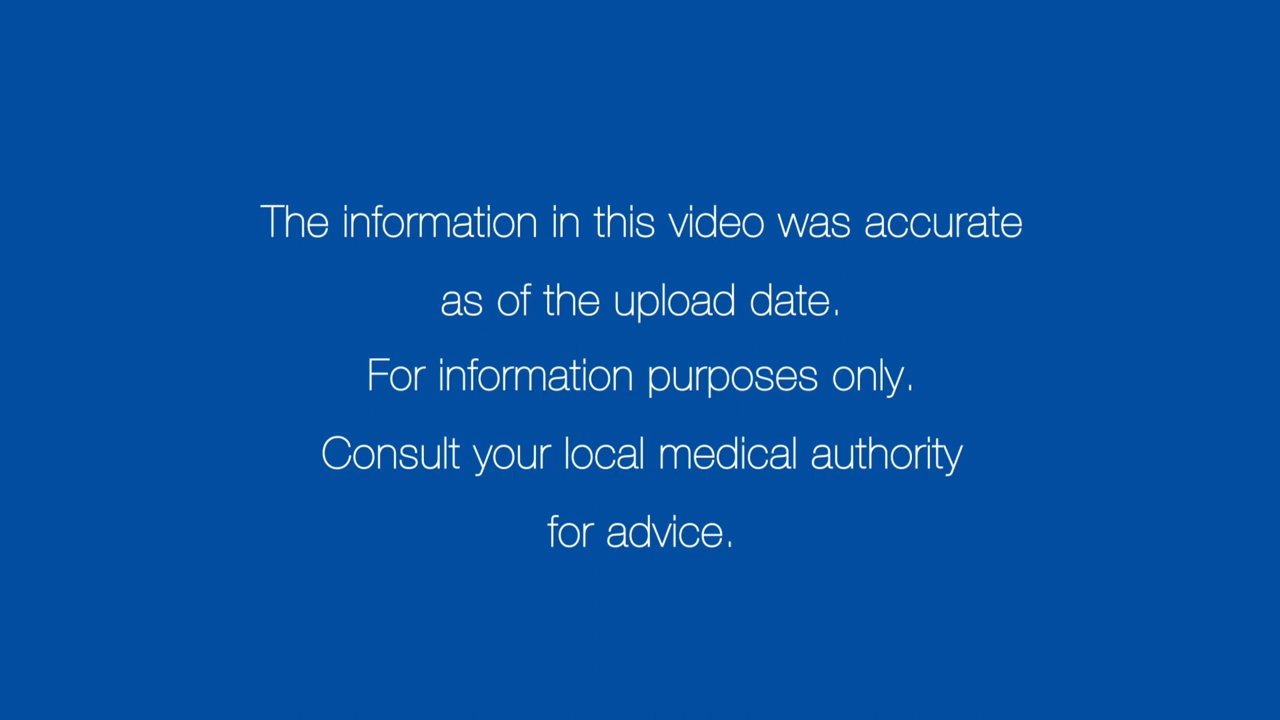 The information in this video was accurate
as of the upload date.
For information purposes only.
Consult your local medical authority
for advice.